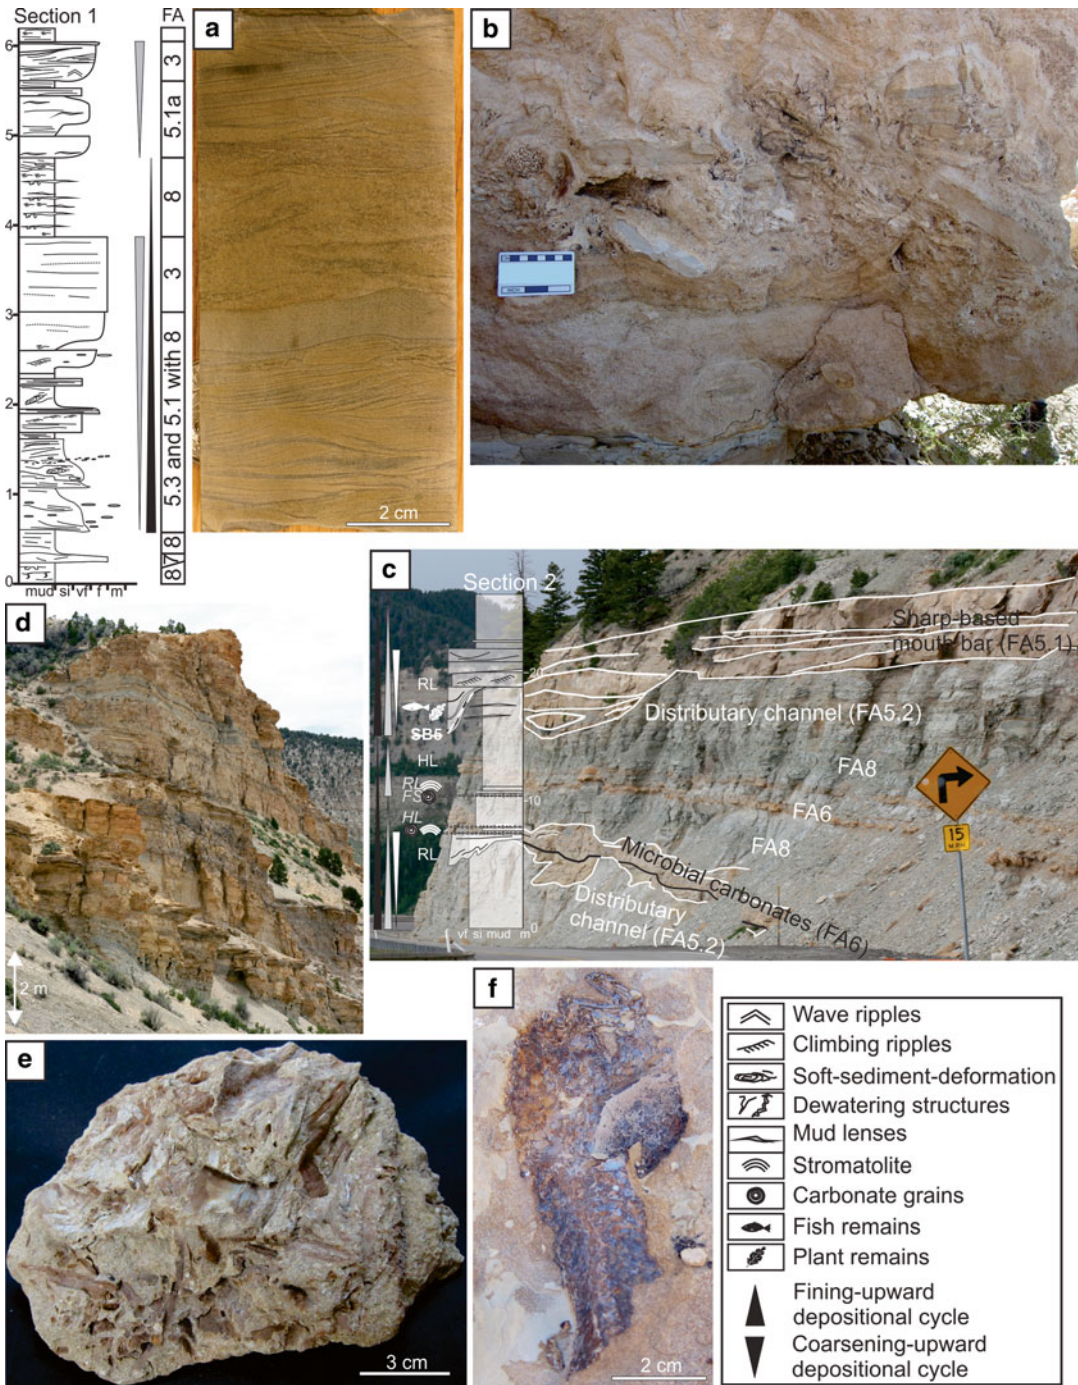 Section 1
FA
6
5
4
3
2
1
0
3
5.1a
8
3
5.3 and 5.1 with 8
8
7
8
mud si vf f m
a
2 cm
b
c
Section 2
RL
SB5
HL
RL
FS
HL
RL
20
10
0
f vf si mud m
Sharp-based
mouth bar (FA5.1)
Distributary channel (FA5.2)
FA8
FA6
FA8
Microbial carbonates (FA6)
Distributary
channel (FA5.2)
15
M.P.H.
d
2 m
e
3 cm
f
2 cm
Wave ripples
Climbing ripples
Soft-sediment-deformation
Dewatering structures
Mud lenses
Stromatolite
Carbonate grains
Fish remains
Plant remains
Fining-upward
depositional cycle
Coarsening-upward
depositional cycle